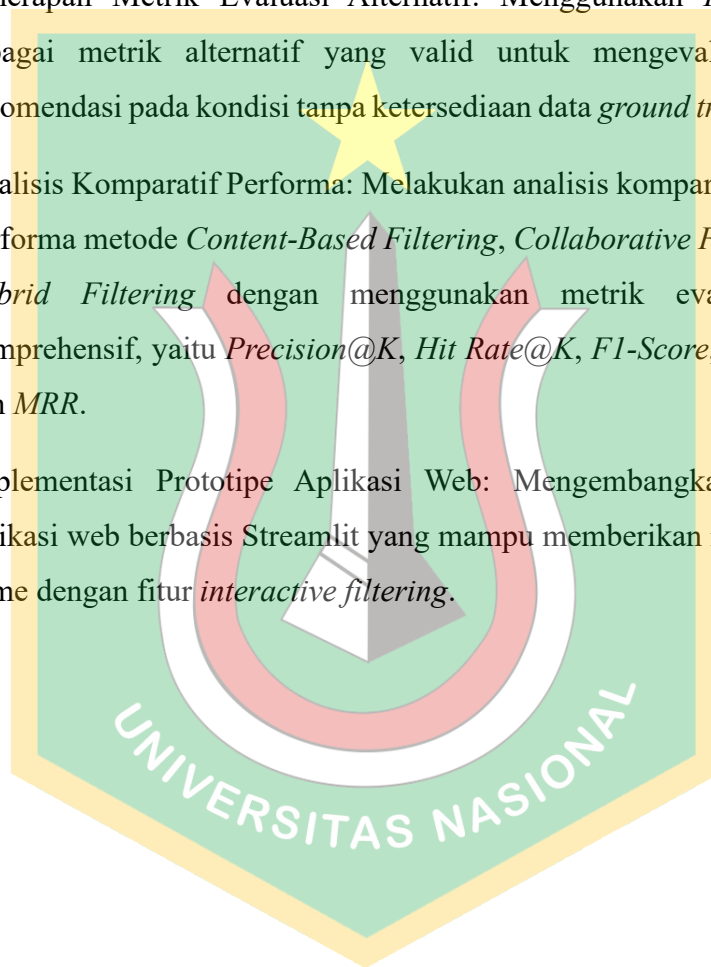 nerapan Metrik Evaluasi Alternatif: Menggunakan
bagai metrik alternatif yang valid untuk mengeval
omendasi pada kondisi tanpa ketersediaan data ground tr
alisis Komparatif Performa: Melakukan analisis kompar
forma metode Content-Based Filtering, Collaborative F
brid Filtering dengan menggunakan metrik eva
mprehensif, yaitu Precision@K, Hit Rate@K, F1-Score,
n MRR.
plementasi Prototipe Aplikasi Web: Mengembangka
ikasi web berbasis Streamlit yang mampu memberikan
me dengan fitur interactive filtering.
UNIVERSITAS NASIONAL